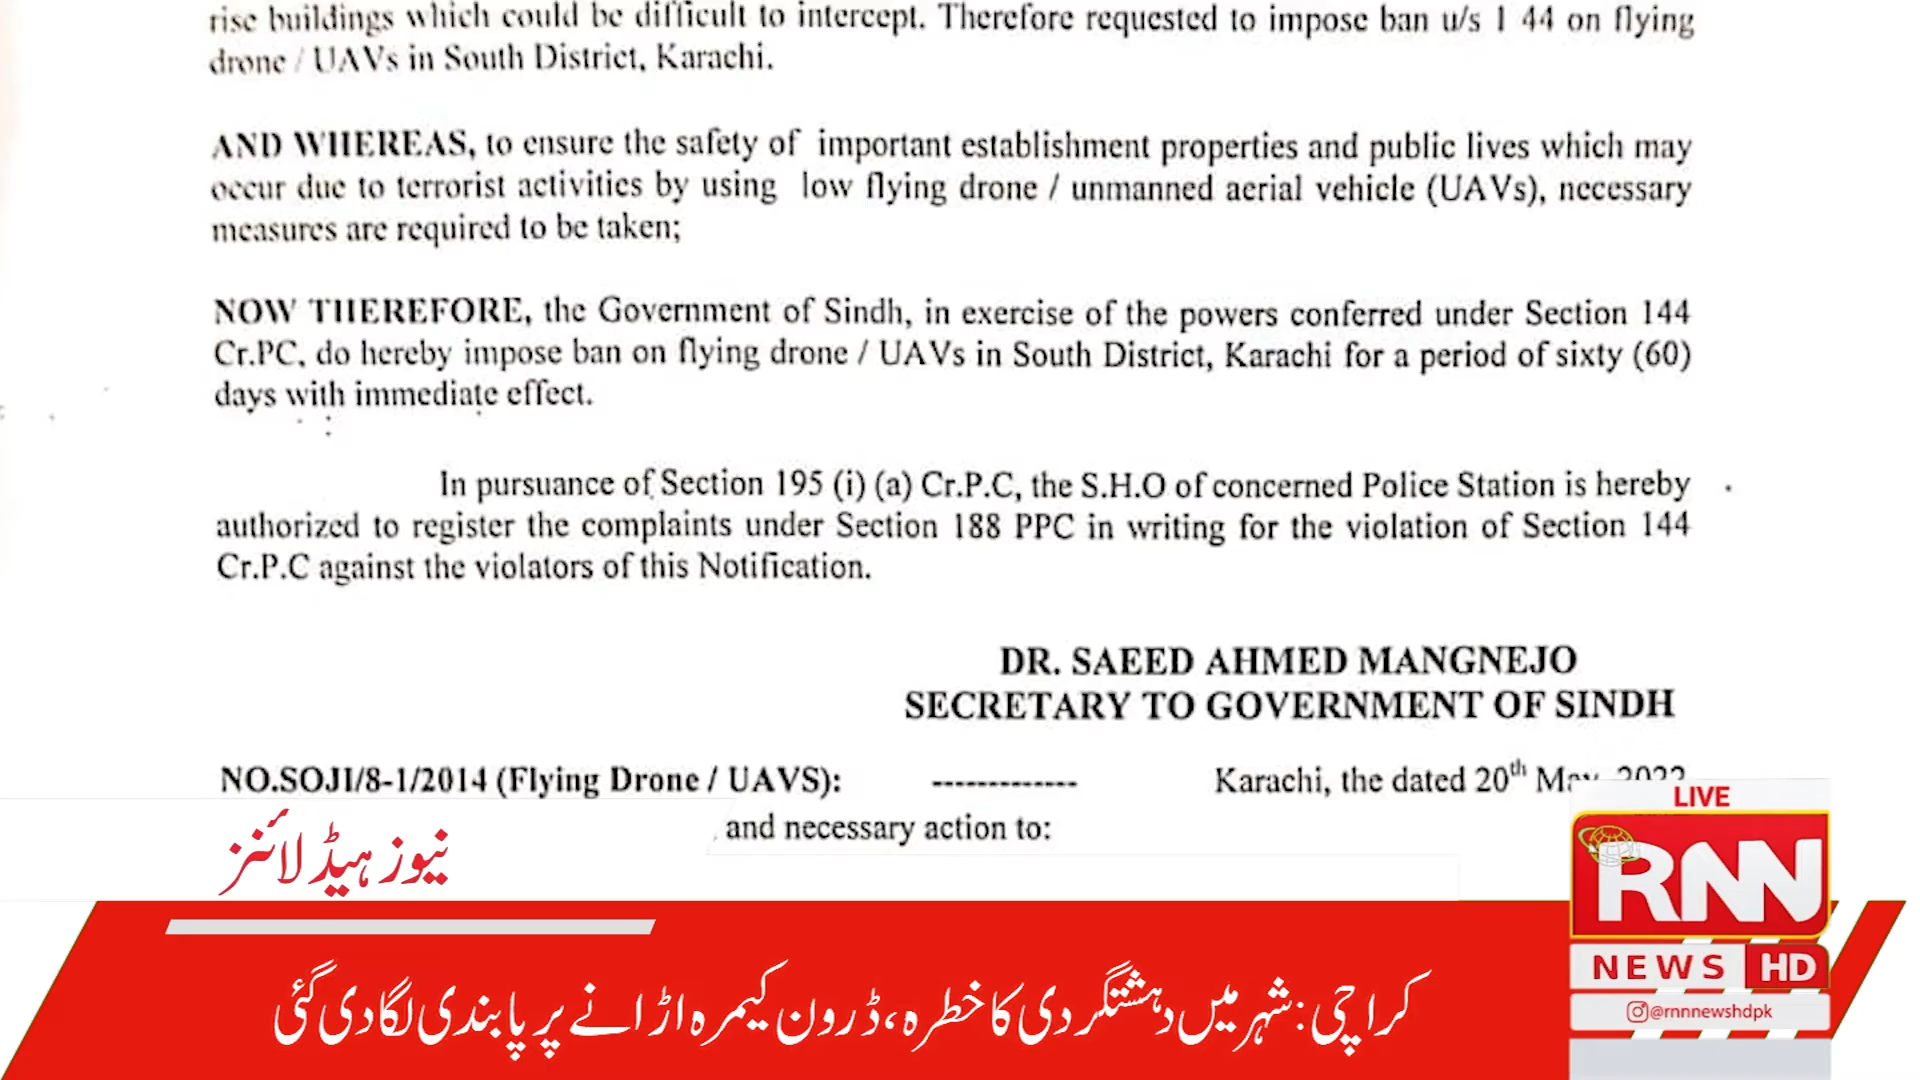 rise buildings which could be difficult to intercept. Therefore requested to impose ban u/s 1 44 on flying
drone / UAVs in South District, Karachi.
AND WHEREAS, to ensure the safety of important establishment properties and public lives which may
occur due to terrorist activities by using low flying drone / unmanned aerial vehicle (UAVs), necessary
measures are required to be taken;
NOW THEREFORE, the Government of Sindh, in exercise of the powers conferred under Section 144
Cr.PC, do hereby impose ban on flying drone / UAVs in South District, Karachi for a period of sixty (60)
days with immediate effect.
In pursuance of Section 195 (i) (a) Cr.P.C, the S.H.O of concerned Police Station is hereby
authorized to register the complaints under Section 188 PPC in writing for the violation of Section 144
Cr.P.C against the violators of this Notification.
DR. SAEED AHMED MANGNEJO
SECRETARY TO GOVERNMENT OF SINDH
NO.SOJI/8-1/2014 (Flying Drone / UAVS): ------------- Karachi, the dated 20th May, 2022
and necessary action to:
نیوز ہیڈلائنز
کراچی: شہر میں دہشتگردی کا خطرہ، ڈرون کیمرہ اڑانے پر پابندی لگا دی گئی
LIVE
RNN
NEWS HD
@rnnnewshdpk